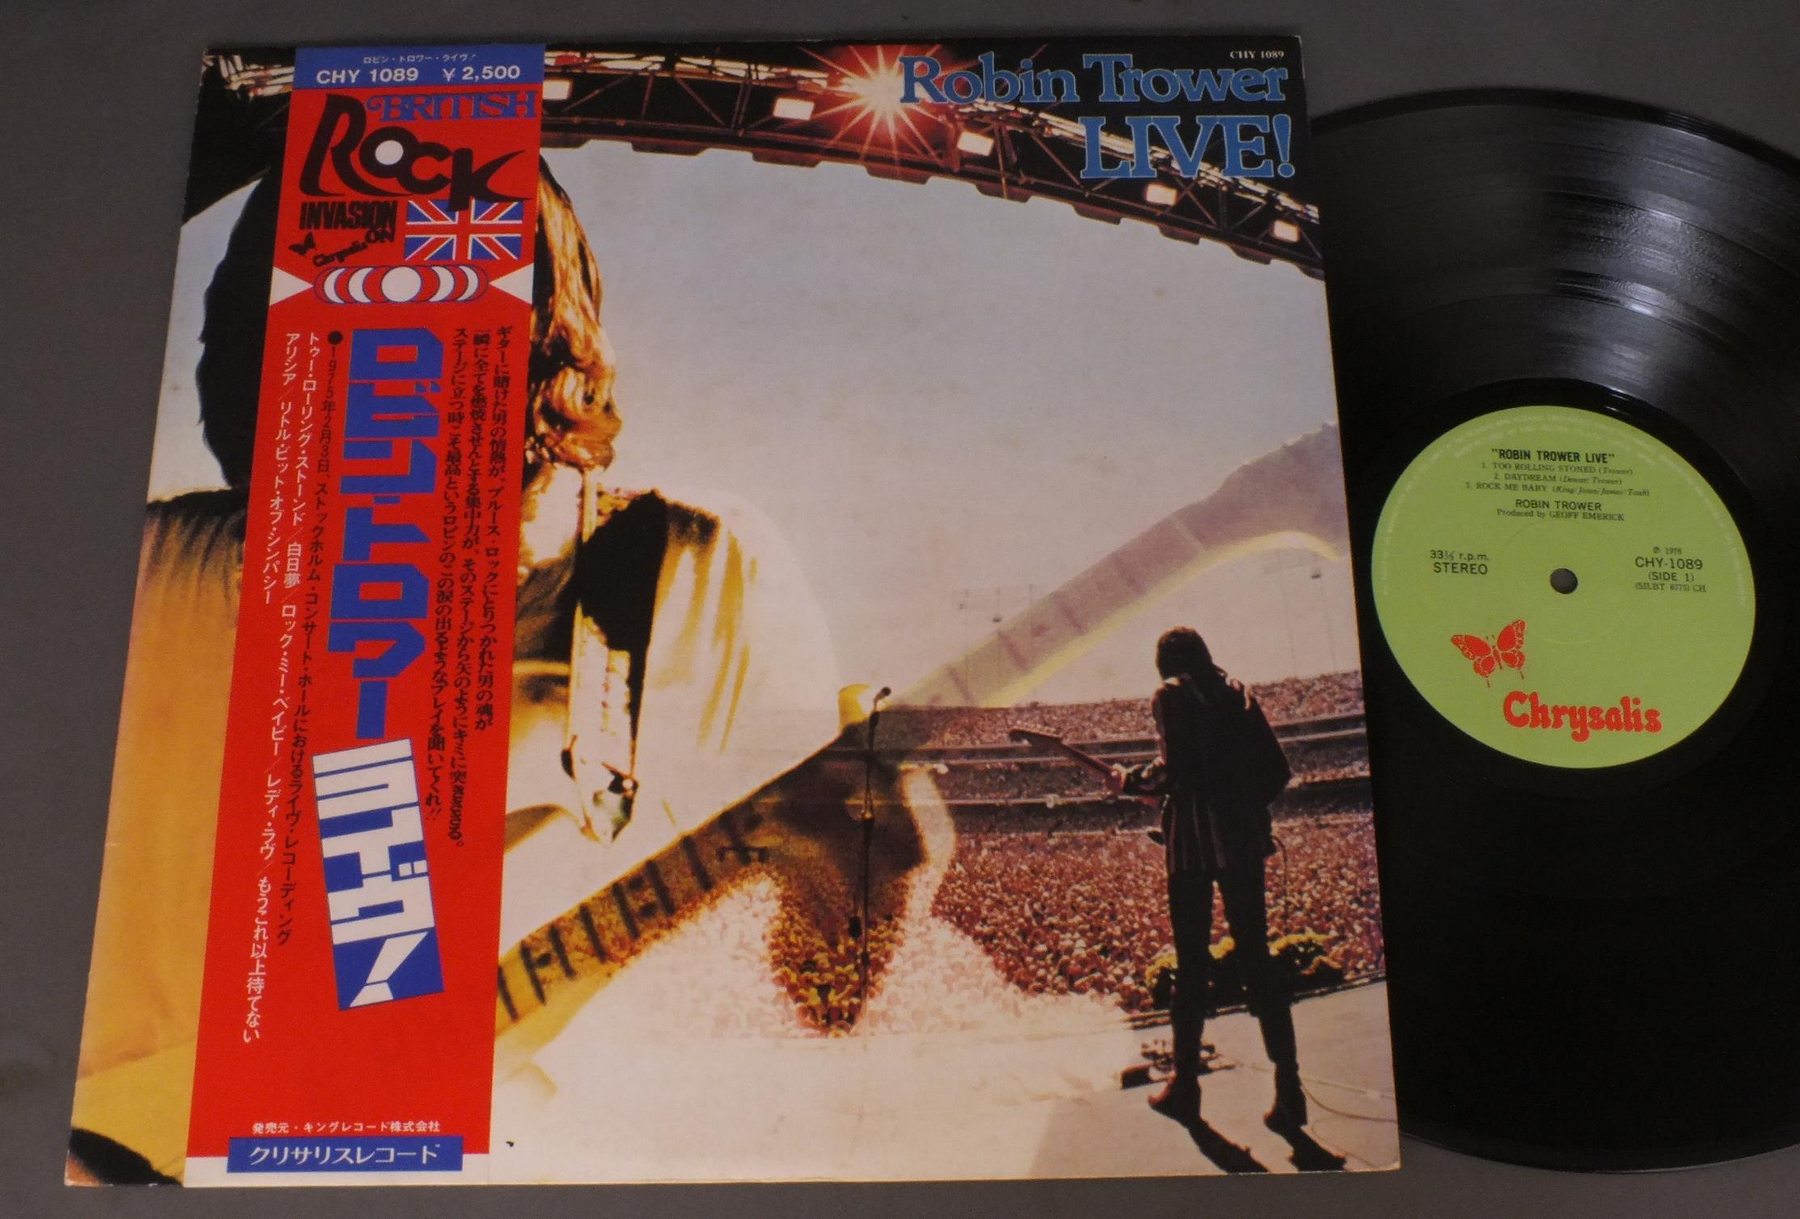 ロビン・トロワー・ライヴ!
CHY 1089 ¥2,500
BRITISH
ROCK
INVASION
ON
Chrysalis
ギターに賭けた男の情熱が、ブルース・ロックにとりつかれた男の魂が
一瞬に全てを燃焼させんとする集中力が、そのステージから矢のようにキミに突きささる。
ステージに立つ時こそ最高というロビンのこの涙の出るようなプレイを聞いてくれ!!
ロビン・トロワー
ライヴ!
●1975年2月3日、ストックホルム・コンサート・ホールにおけるライヴ・レコーディング
トゥー・ローリング・ストーンド/白日夢/ロック・ミー・ベイビー/レディ・ラヴ/もうこれ以上待てない
アリシア/リトル・ビット・オブ・シンパシー
発売元・キングレコード株式会社
クリサリスレコード
CHY 1089
Robin Trower
LIVE!
"ROBIN TROWER LIVE"
1. TOO ROLLING STONED (Trower)
2. DAYDREAM (Dewar/Trower)
3. ROCK ME BABY (King/Josea/James/Taub)
ROBIN TROWER
Produced by GEOFF EMERICK
33⅓ r.p.m.
STEREO
℗ 1976
CHY-1089
(SIDE 1)
Chrysalis